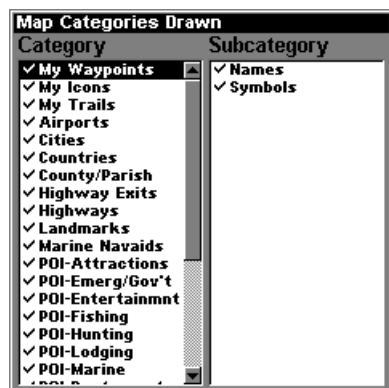 Map Categories Drawn
Category
Subcategory
My Waypoints
My Icons
My Trails
Airports
Cities
Countries
County/Parish
Highway Exits
Highways
Landmarks
Marine Navaids
POI-Attractions
POI-Emerg/Gov't
POI-Entertainmnt
POI-Fishing
POI-Hunting
POI-Lodging
POI-Marine
Names
Symbols